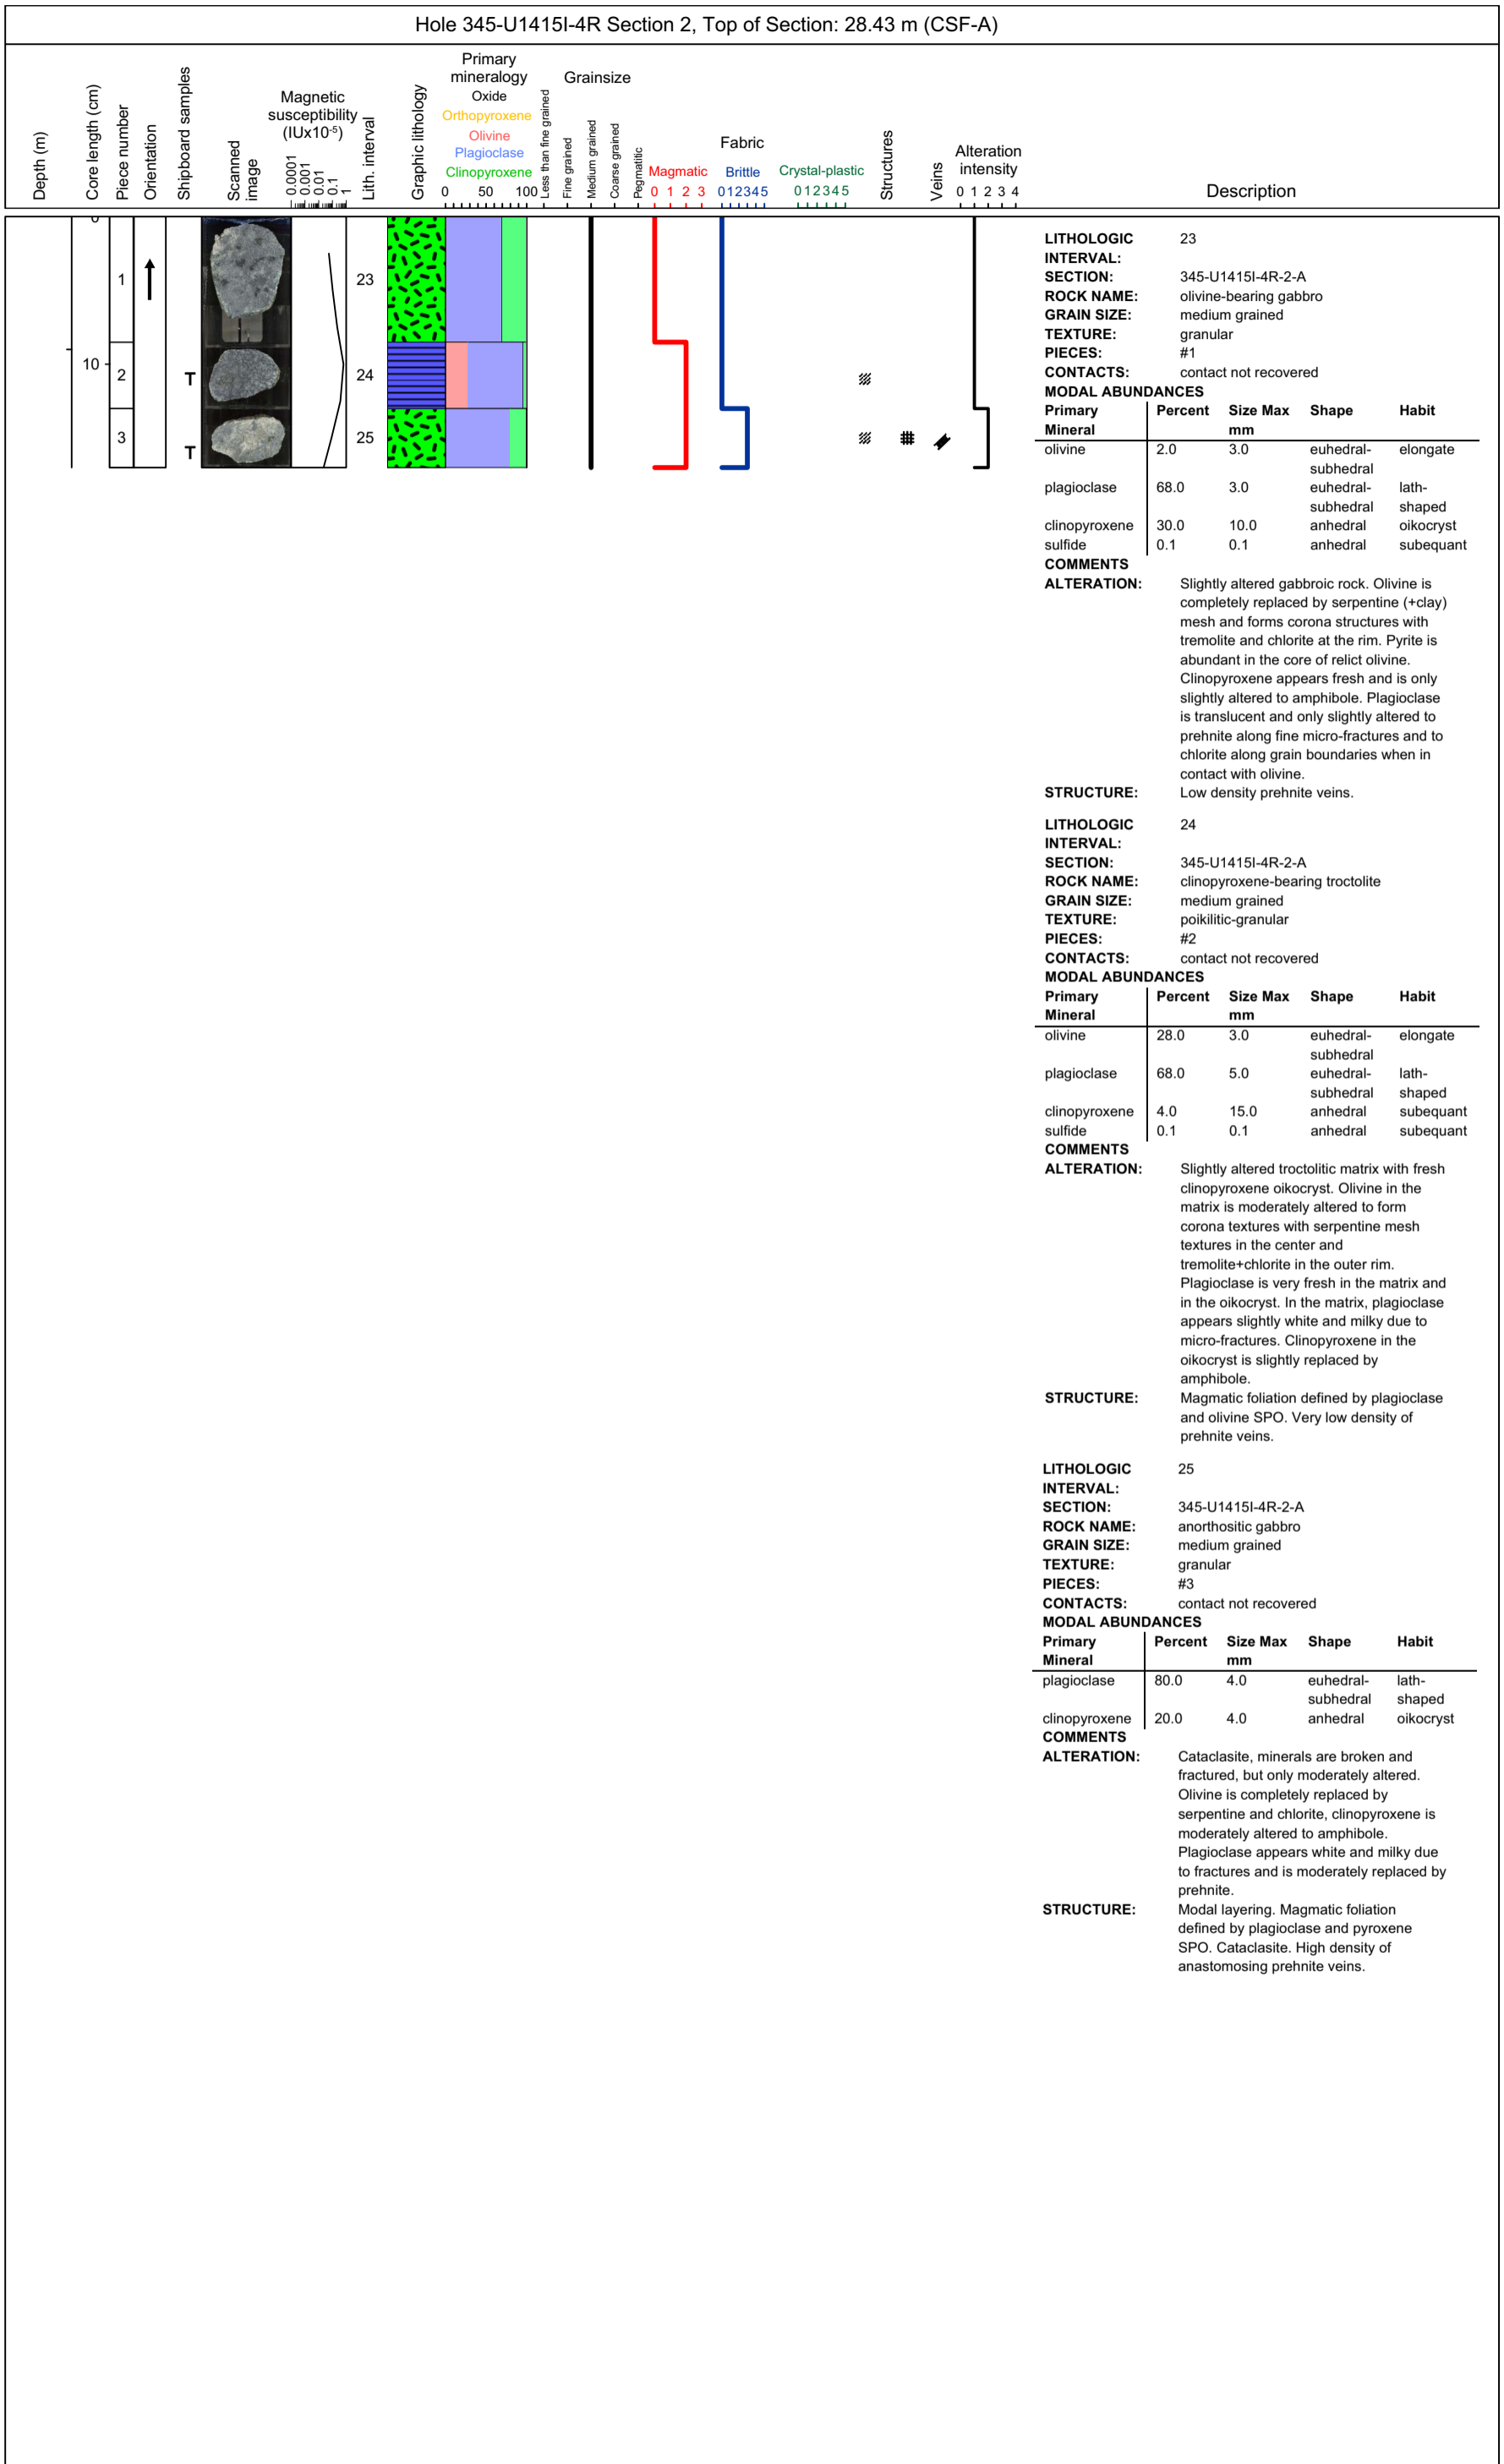 Hole 345-U1415I-4R Section 2, Top of Section: 28.43 m (CSF-A)
Depth (m)
Core length (cm)
Piece number
Orientation
Shipboard samples
Scanned
image
Magnetic
susceptibility
(IUx10-5)
0.0001
0.001
0.01
0.1
1
Lith. interval
Graphic lithology
Primary
mineralogy
Oxide
Orthopyroxene
Olivine
Plagioclase
Clinopyroxene
0 50 100
Grainsize
Less than fine grained
Fine grained
Medium grained
Coarse grained
Pegmatitic
Fabric
Magmatic
0 1 2 3
Brittle
0 1 2 3 4 5
Crystal-plastic
0 1 2 3 4 5
Structures
Veins
Alteration
intensity
0 1 2 3 4
Description
0
1
23
10
2
T
24
3
T
25
LITHOLOGIC 23
INTERVAL:
SECTION: 345-U1415I-4R-2-A
ROCK NAME: olivine-bearing gabbro
GRAIN SIZE: medium grained
TEXTURE: granular
PIECES: #1
CONTACTS: contact not recovered
MODAL ABUNDANCES
Primary Percent Size Max Shape Habit
Mineral mm
olivine 2.0 3.0 euhedral- elongate
subhedral
plagioclase 68.0 3.0 euhedral- lath-
subhedral shaped
clinopyroxene 30.0 10.0 anhedral oikocryst
sulfide 0.1 0.1 anhedral subequant
COMMENTS
ALTERATION: Slightly altered gabbroic rock. Olivine is
completely replaced by serpentine (+clay)
mesh and forms corona structures with
tremolite and chlorite at the rim. Pyrite is
abundant in the core of relict olivine.
Clinopyroxene appears fresh and is only
slightly altered to amphibole. Plagioclase
is translucent and only slightly altered to
prehnite along fine micro-fractures and to
chlorite along grain boundaries when in
contact with olivine.
STRUCTURE: Low density prehnite veins.
LITHOLOGIC 24
INTERVAL:
SECTION: 345-U1415I-4R-2-A
ROCK NAME: clinopyroxene-bearing troctolite
GRAIN SIZE: medium grained
TEXTURE: poikilitic-granular
PIECES: #2
CONTACTS: contact not recovered
MODAL ABUNDANCES
Primary Percent Size Max Shape Habit
Mineral mm
olivine 28.0 3.0 euhedral- elongate
subhedral
plagioclase 68.0 5.0 euhedral- lath-
subhedral shaped
clinopyroxene 4.0 15.0 anhedral subequant
sulfide 0.1 0.1 anhedral subequant
COMMENTS
ALTERATION: Slightly altered troctolitic matrix with fresh
clinopyroxene oikocryst. Olivine in the
matrix is moderately altered to form
corona textures with serpentine mesh
textures in the center and
tremolite+chlorite in the outer rim.
Plagioclase is very fresh in the matrix and
in the oikocryst. In the matrix, plagioclase
appears slightly white and milky due to
micro-fractures. Clinopyroxene in the
oikocryst is slightly replaced by
amphibole.
STRUCTURE: Magmatic foliation defined by plagioclase
and olivine SPO. Very low density of
prehnite veins.
LITHOLOGIC 25
INTERVAL:
SECTION: 345-U1415I-4R-2-A
ROCK NAME: anorthositic gabbro
GRAIN SIZE: medium grained
TEXTURE: granular
PIECES: #3
CONTACTS: contact not recovered
MODAL ABUNDANCES
Primary Percent Size Max Shape Habit
Mineral mm
plagioclase 80.0 4.0 euhedral- lath-
subhedral shaped
clinopyroxene 20.0 4.0 anhedral oikocryst
COMMENTS
ALTERATION: Cataclasite, minerals are broken and
fractured, but only moderately altered.
Olivine is completely replaced by
serpentine and chlorite, clinopyroxene is
moderately altered to amphibole.
Plagioclase appears white and milky due
to fractures and is moderately replaced by
prehnite.
STRUCTURE: Modal layering. Magmatic foliation
defined by plagioclase and pyroxene
SPO. Cataclasite. High density of
anastomosing prehnite veins.